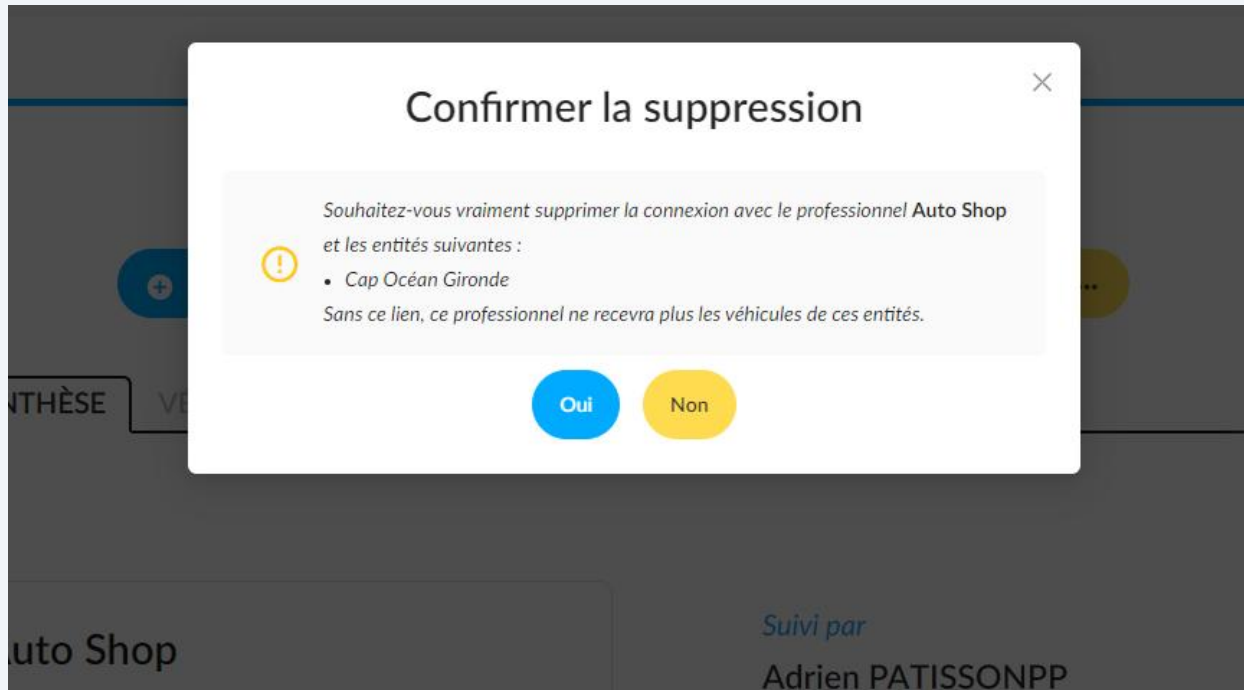 Confirmer la suppression
Souhaitez-vous vraiment supprimer la connexion avec le professionnel Auto Shop
et les entités suivantes :
• Cap Océan Gironde
Sans ce lien, ce professionnel ne recevra plus les véhicules de ces entités.
Oui Non
NTHÈSE VE
Suivi par
uto Shop
Adrien PATISSONPP